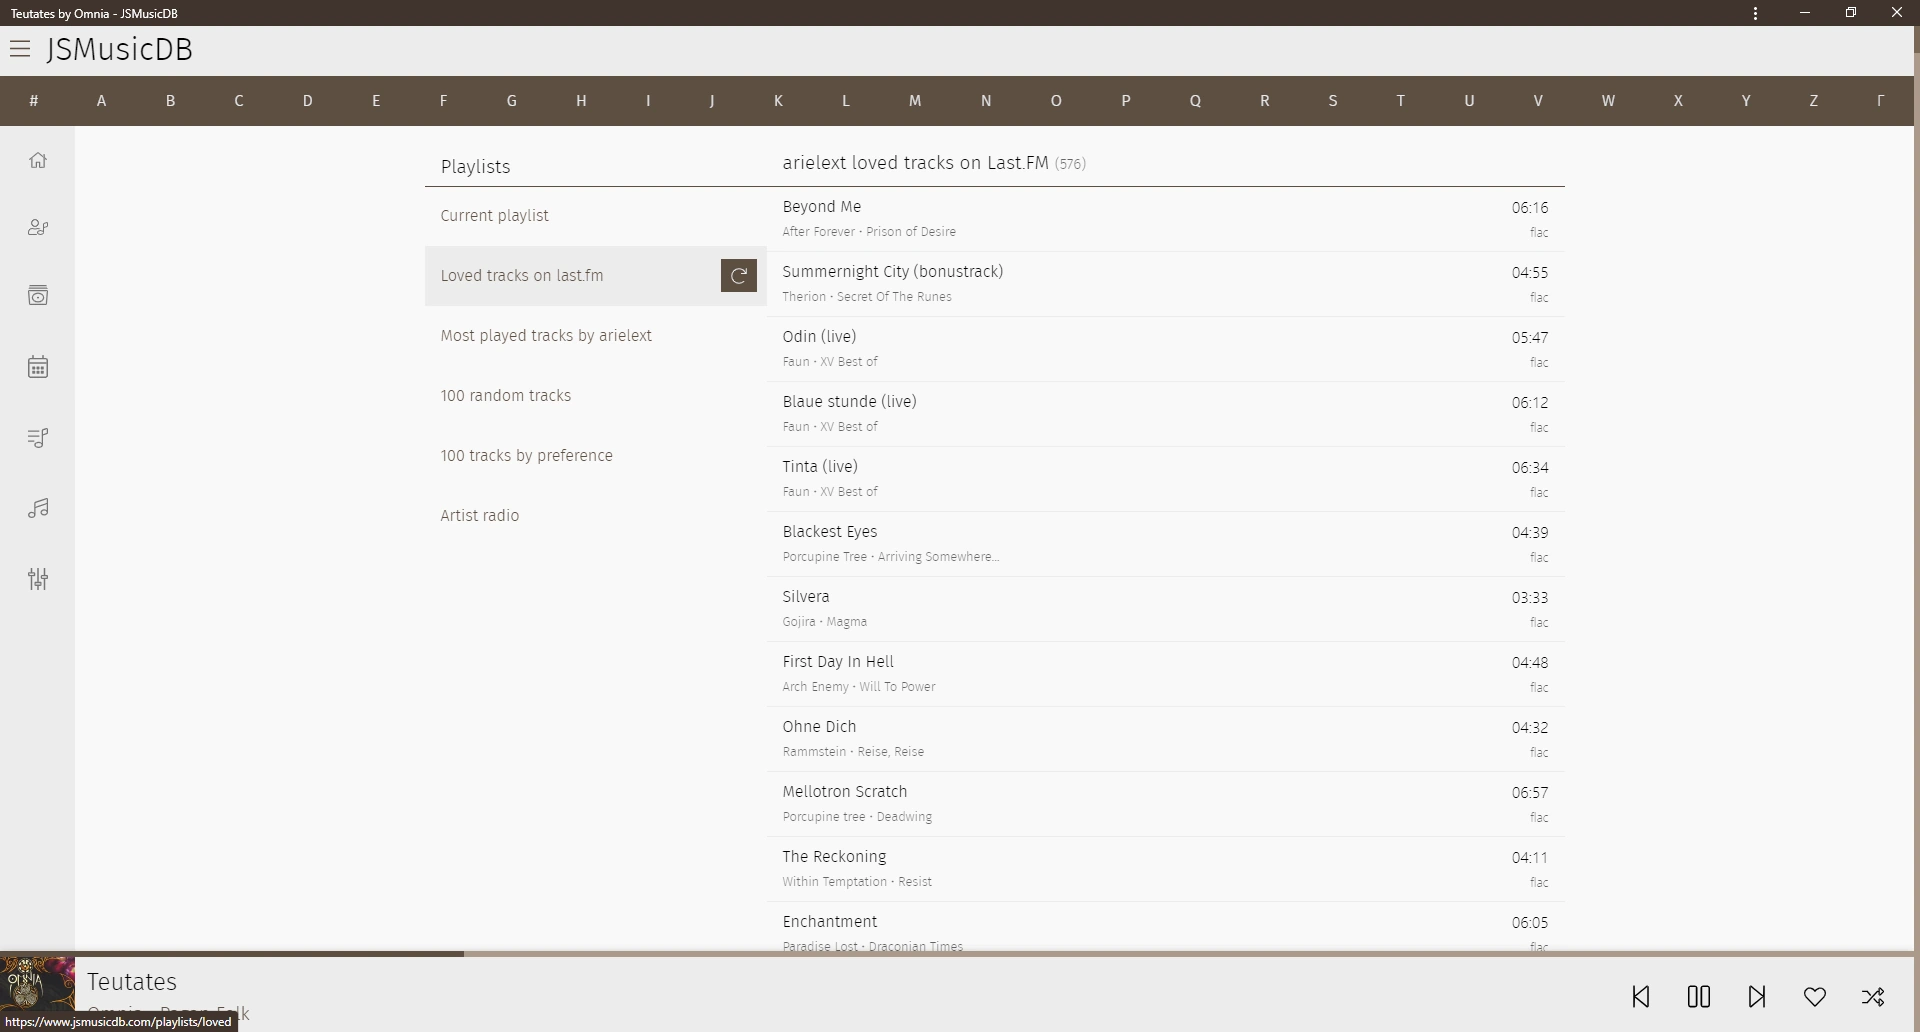 Teutates by Omnia - JSMusicDB
JSMusicDB
# A B C D E F G H I J K L M N O P Q R S T U V W X Y Z Γ
Playlists
Current playlist
Loved tracks on last.fm
Most played tracks by arielext
100 random tracks
100 tracks by preference
Artist radio
arielext loved tracks on Last.FM (576)
Beyond Me 06:16
After Forever • Prison of Desire flac
Summernight City (bonustrack) 04:55
Therion • Secret Of The Runes flac
Odin (live) 05:47
Faun • XV Best of flac
Blaue stunde (live) 06:12
Faun • XV Best of flac
Tinta (live) 06:34
Faun • XV Best of flac
Blackest Eyes 04:39
Porcupine Tree • Arriving Somewhere... flac
Silvera 03:33
Gojira • Magma flac
First Day In Hell 04:48
Arch Enemy • Will To Power flac
Ohne Dich 04:32
Rammstein • Reise, Reise flac
Mellotron Scratch 06:57
Porcupine tree • Deadwing flac
The Reckoning 04:11
Within Temptation • Resist flac
Enchantment 06:05
Paradise Lost • Draconian Times flac
OMNIA
Teutates
Omnia • Pagan Folk
https://www.jsmusicdb.com/playlists/loved